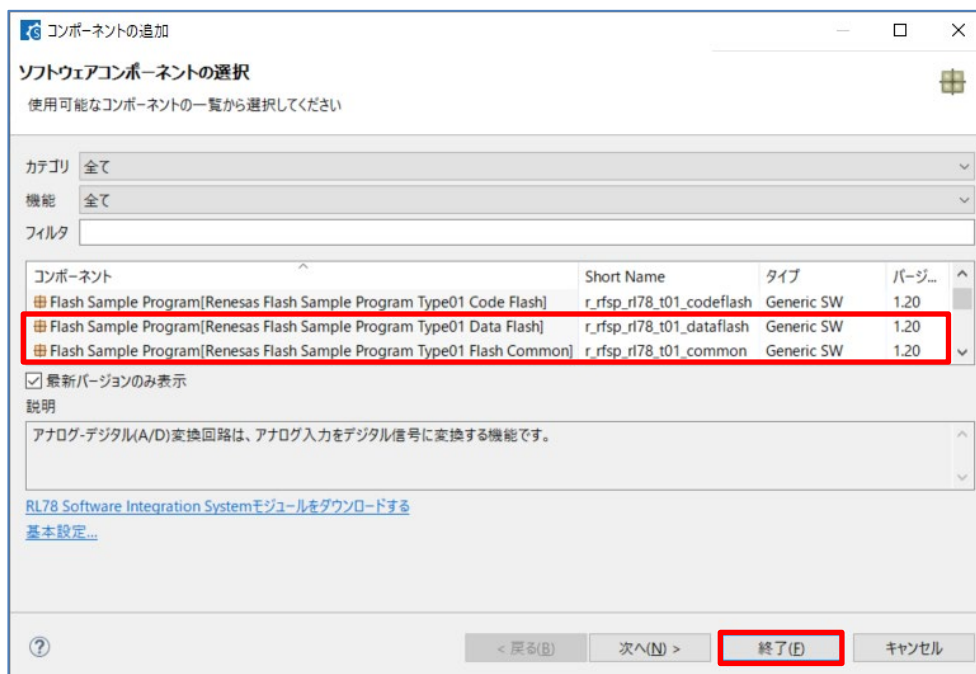 コンポーネントの追加
ソフトウェアコンポーネントの選択
使用可能なコンポーネントの一覧から選択してください
カテゴリ 全て
機能 全て
フィルタ
コンポーネント Short Name タイプ バージ...
Flash Sample Program[Renesas Flash Sample Program Type01 Code Flash] r_rfsp_rl78_t01_codeflash Generic SW 1.20
Flash Sample Program[Renesas Flash Sample Program Type01 Data Flash] r_rfsp_rl78_t01_dataflash Generic SW 1.20
Flash Sample Program[Renesas Flash Sample Program Type01 Flash Common] r_rfsp_rl78_t01_common Generic SW 1.20
最新バージョンのみ表示
説明
アナログ-デジタル(A/D)変換回路は、アナログ入力をデジタル信号に変換する機能です。
RL78 Software Integration Systemモジュールをダウンロードする
基本設定...
? < 戻る(B) 次へ(N) > 終了(F) キャンセル